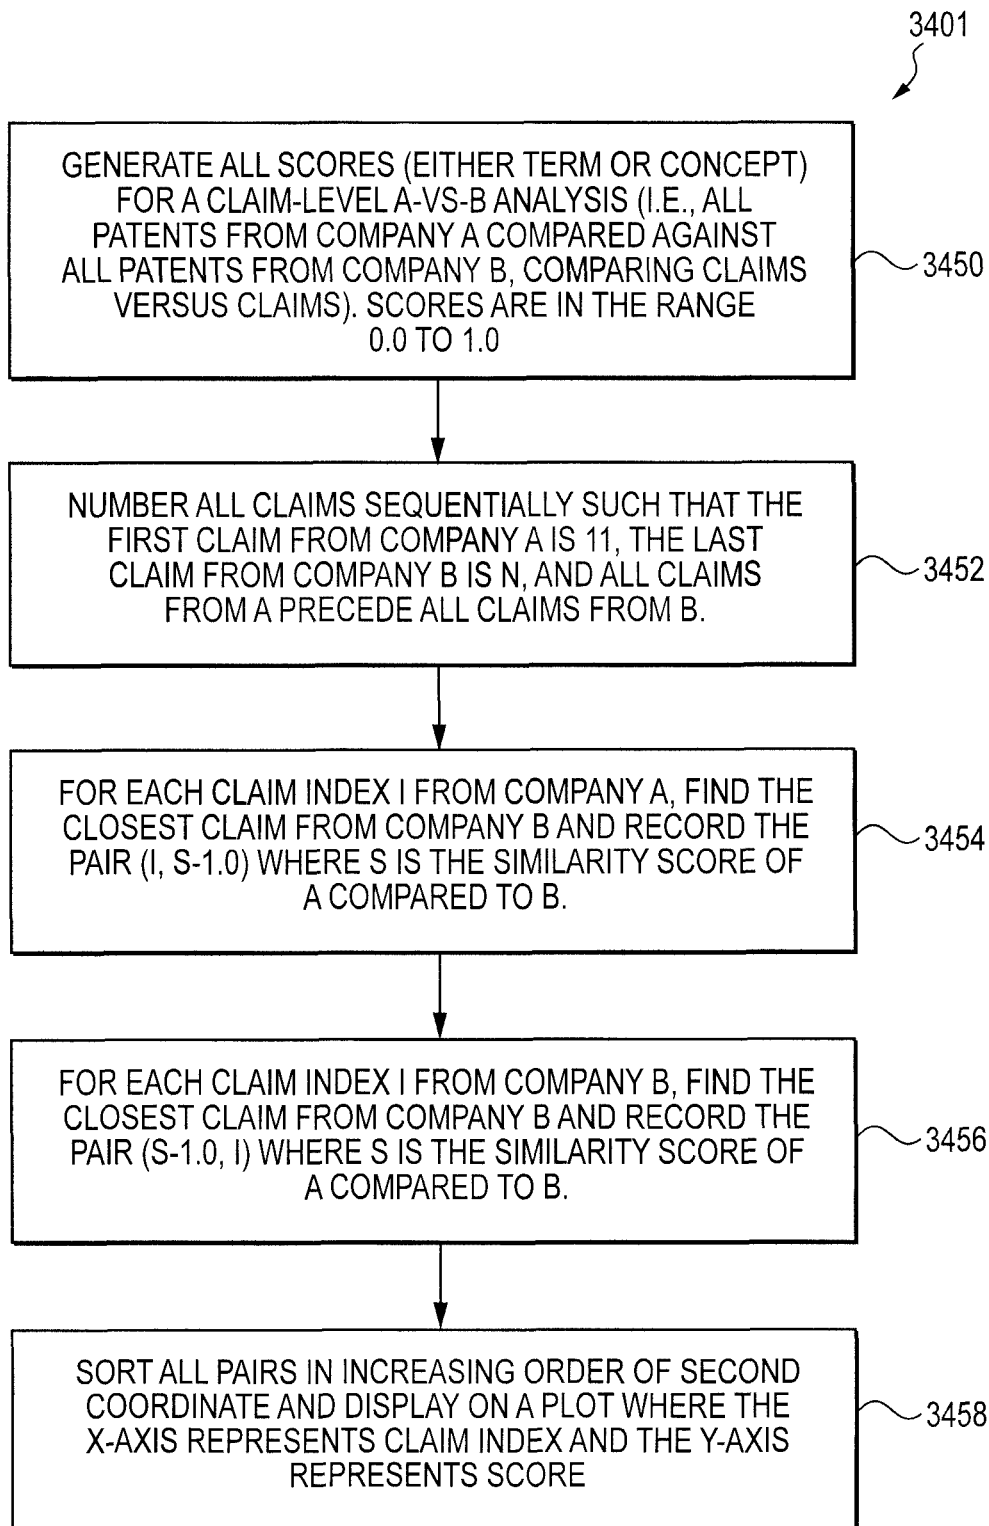 3401
GENERATE ALL SCORES (EITHER TERM OR CONCEPT)
FOR A CLAIM-LEVEL A-VS-B ANALYSIS (I.E., ALL
PATENTS FROM COMPANY A COMPARED AGAINST
ALL PATENTS FROM COMPANY B, COMPARING CLAIMS
VERSUS CLAIMS). SCORES ARE IN THE RANGE
0.0 TO 1.0
3450
NUMBER ALL CLAIMS SEQUENTIALLY SUCH THAT THE
FIRST CLAIM FROM COMPANY A IS 11, THE LAST
CLAIM FROM COMPANY B IS N, AND ALL CLAIMS
FROM A PRECEDE ALL CLAIMS FROM B.
3452
FOR EACH CLAIM INDEX I FROM COMPANY A, FIND THE
CLOSEST CLAIM FROM COMPANY B AND RECORD THE
PAIR (I, S-1.0) WHERE S IS THE SIMILARITY SCORE OF
A COMPARED TO B.
3454
FOR EACH CLAIM INDEX I FROM COMPANY B, FIND THE
CLOSEST CLAIM FROM COMPANY B AND RECORD THE
PAIR (S-1.0, I) WHERE S IS THE SIMILARITY SCORE OF
A COMPARED TO B.
3456
SORT ALL PAIRS IN INCREASING ORDER OF SECOND
COORDINATE AND DISPLAY ON A PLOT WHERE THE
X-AXIS REPRESENTS CLAIM INDEX AND THE Y-AXIS
REPRESENTS SCORE
3458